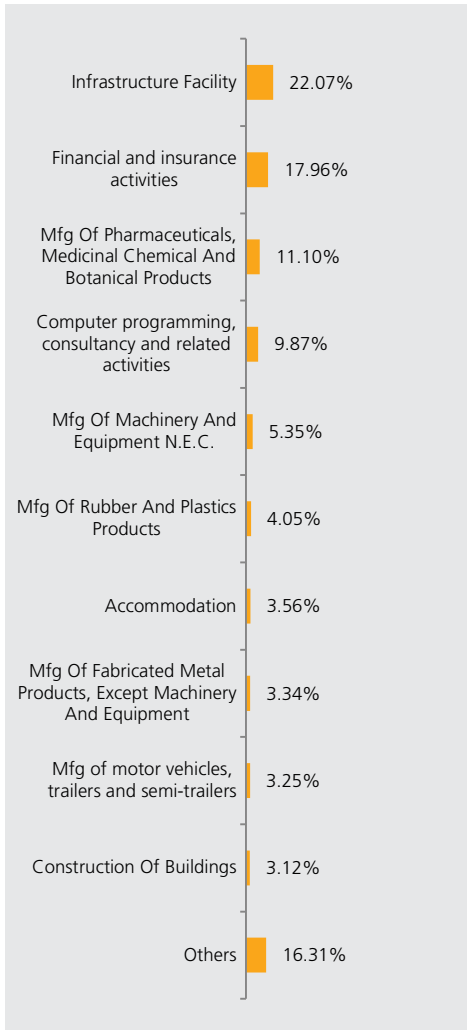 Infrastructure Facility 22.07%
Financial and insurance
activities 17.96%
Mfg Of Pharmaceuticals,
Medicinal Chemical And
Botanical Products 11.10%
Computer programming,
consultancy and related
activities 9.87%
Mfg Of Machinery And
Equipment N.E.C. 5.35%
Mfg Of Rubber And Plastics
Products 4.05%
Accommodation 3.56%
Mfg Of Fabricated Metal
Products, Except Machinery
And Equipment 3.34%
Mfg of motor vehicles,
trailers and semi-trailers 3.25%
Construction Of Buildings 3.12%
Others 16.31%